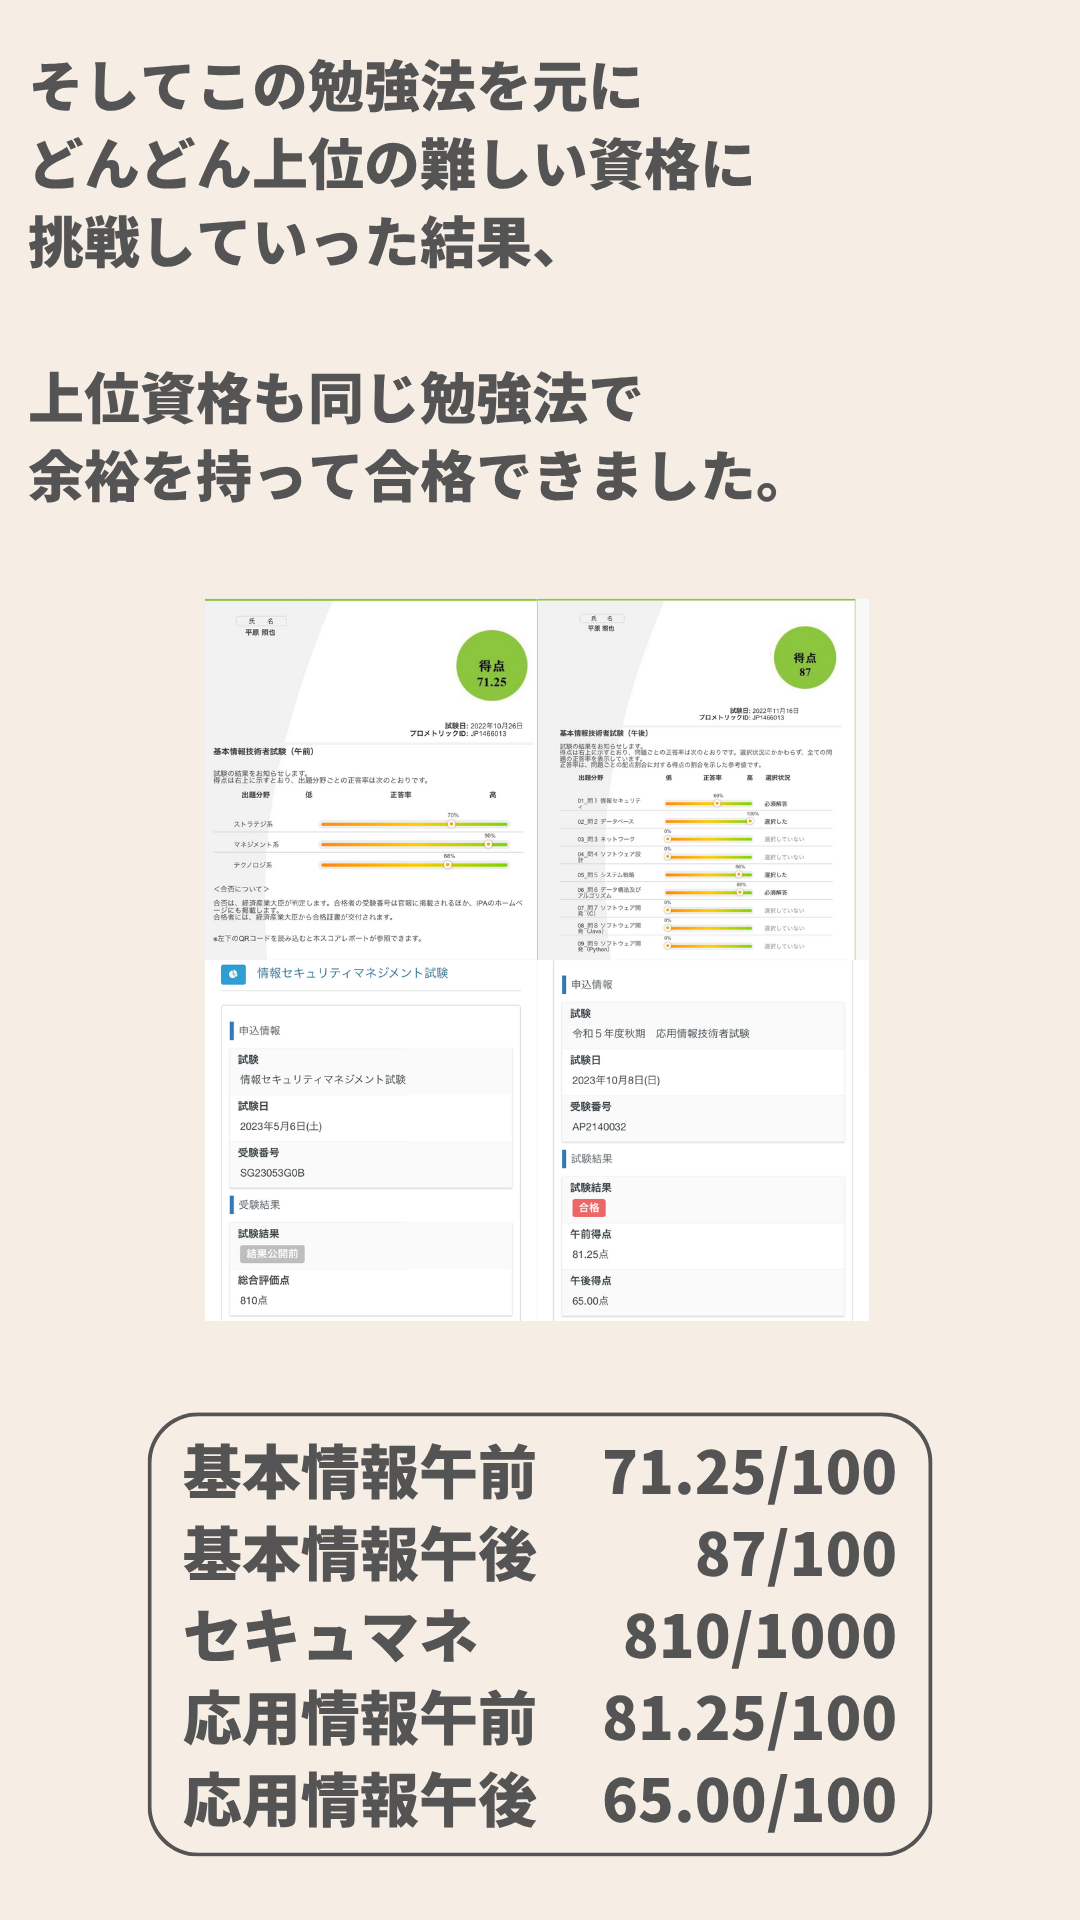 そしてこの勉強法を元に
どんどん上位の難しい資格に
挑戦していった結果、
上位資格も同じ勉強法で
余裕を持って合格できました。
氏 名
平原 照也
得点
71.25
試験日: 2022年10月26日
プロメトリックID: JP1466013
基本情報技術者試験（午前）
試験の結果をお知らせします。
得点は右上に示すとおり、出題分野ごとの正答率は次のとおりです。
出題分野 低 正答率 高
70%
ストラテジ系
90%
マネジメント系
68%
テクノロジ系
＜合否について＞
合否は、経済産業大臣が判定します。合格者の受験番号は官報に掲載されるほか、IPAのホームペ
ージにも掲載します。
合格者には、経済産業大臣から合格証書が交付されます。
※左下のQRコードを読み込むと本スコアレポートが参照できます。
氏 名
平原 照也
得点
87
試験日: 2022年11月16日
プロメトリックID: JP1466013
基本情報技術者試験（午後）
試験の結果をお知らせします。
得点は右上に示すとおり、問題ごとの正答率は次のとおりです。選択状況にかかわらず、全ての問
題の正答率を表示しています。
正答率は、問題ごとの配点割合に対する得点の割合を示した参考値です。
出題分野 低 正答率 高 選択状況
01_問1 情報セキュリテ
ィ
60%
必須解答
100%
02_問2 データベース 選択した
0%
03_問3 ネットワーク 選択していない
0%
04_問4 ソフトウェア設
計
選択していない
05_問5 システム戦略 選択した
06_問6 データ構造及び
アルゴリズム
必須解答
0%
07_問7 ソフトウェア開
発（C）
選択していない
0%
08_問8 ソフトウェア開
発（Java）
選択していない
0%
09_問9 ソフトウェア開
発（Python）
選択していない
情報セキュリティマネジメント試験
申込情報
試験
情報セキュリティマネジメント試験
試験日
2023年5月6日(土)
受験番号
SG23053G0B
受験結果
試験結果
結果公開前
総合評価点
810点
申込情報
試験
令和５年度秋期　応用情報技術者試験
試験日
2023年10月8日(日)
受験番号
AP2140032
試験結果
試験結果
合格
午前得点
81.25点
午後得点
65.00点
基本情報午前 71.25/100
基本情報午後 87/100
セキュマネ 810/1000
応用情報午前 81.25/100
応用情報午後 65.00/100